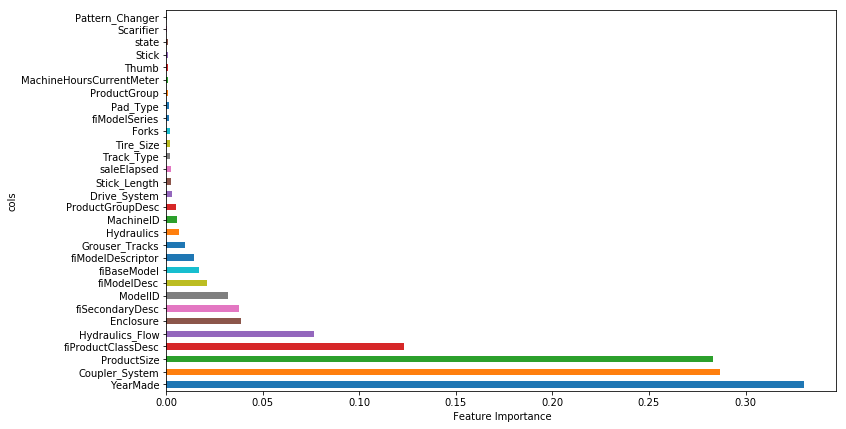 Pattern_Changer
Scarifier
state
Stick
Thumb
MachineHoursCurrentMeter
ProductGroup
Pad_Type
fiModelSeries
Forks
Tire_Size
Track_Type
saleElapsed
Stick_Length
Drive_System
ProductGroupDesc
MachineID
Hydraulics
Grouser_Tracks
fiModelDescriptor
fiBaseModel
fiModelDesc
ModelID
fiSecondaryDesc
Enclosure
Hydraulics_Flow
fiProductClassDesc
ProductSize
Coupler_System
YearMade
cols
0.00 0.05 0.10 0.15 0.20 0.25 0.30
Feature Importance